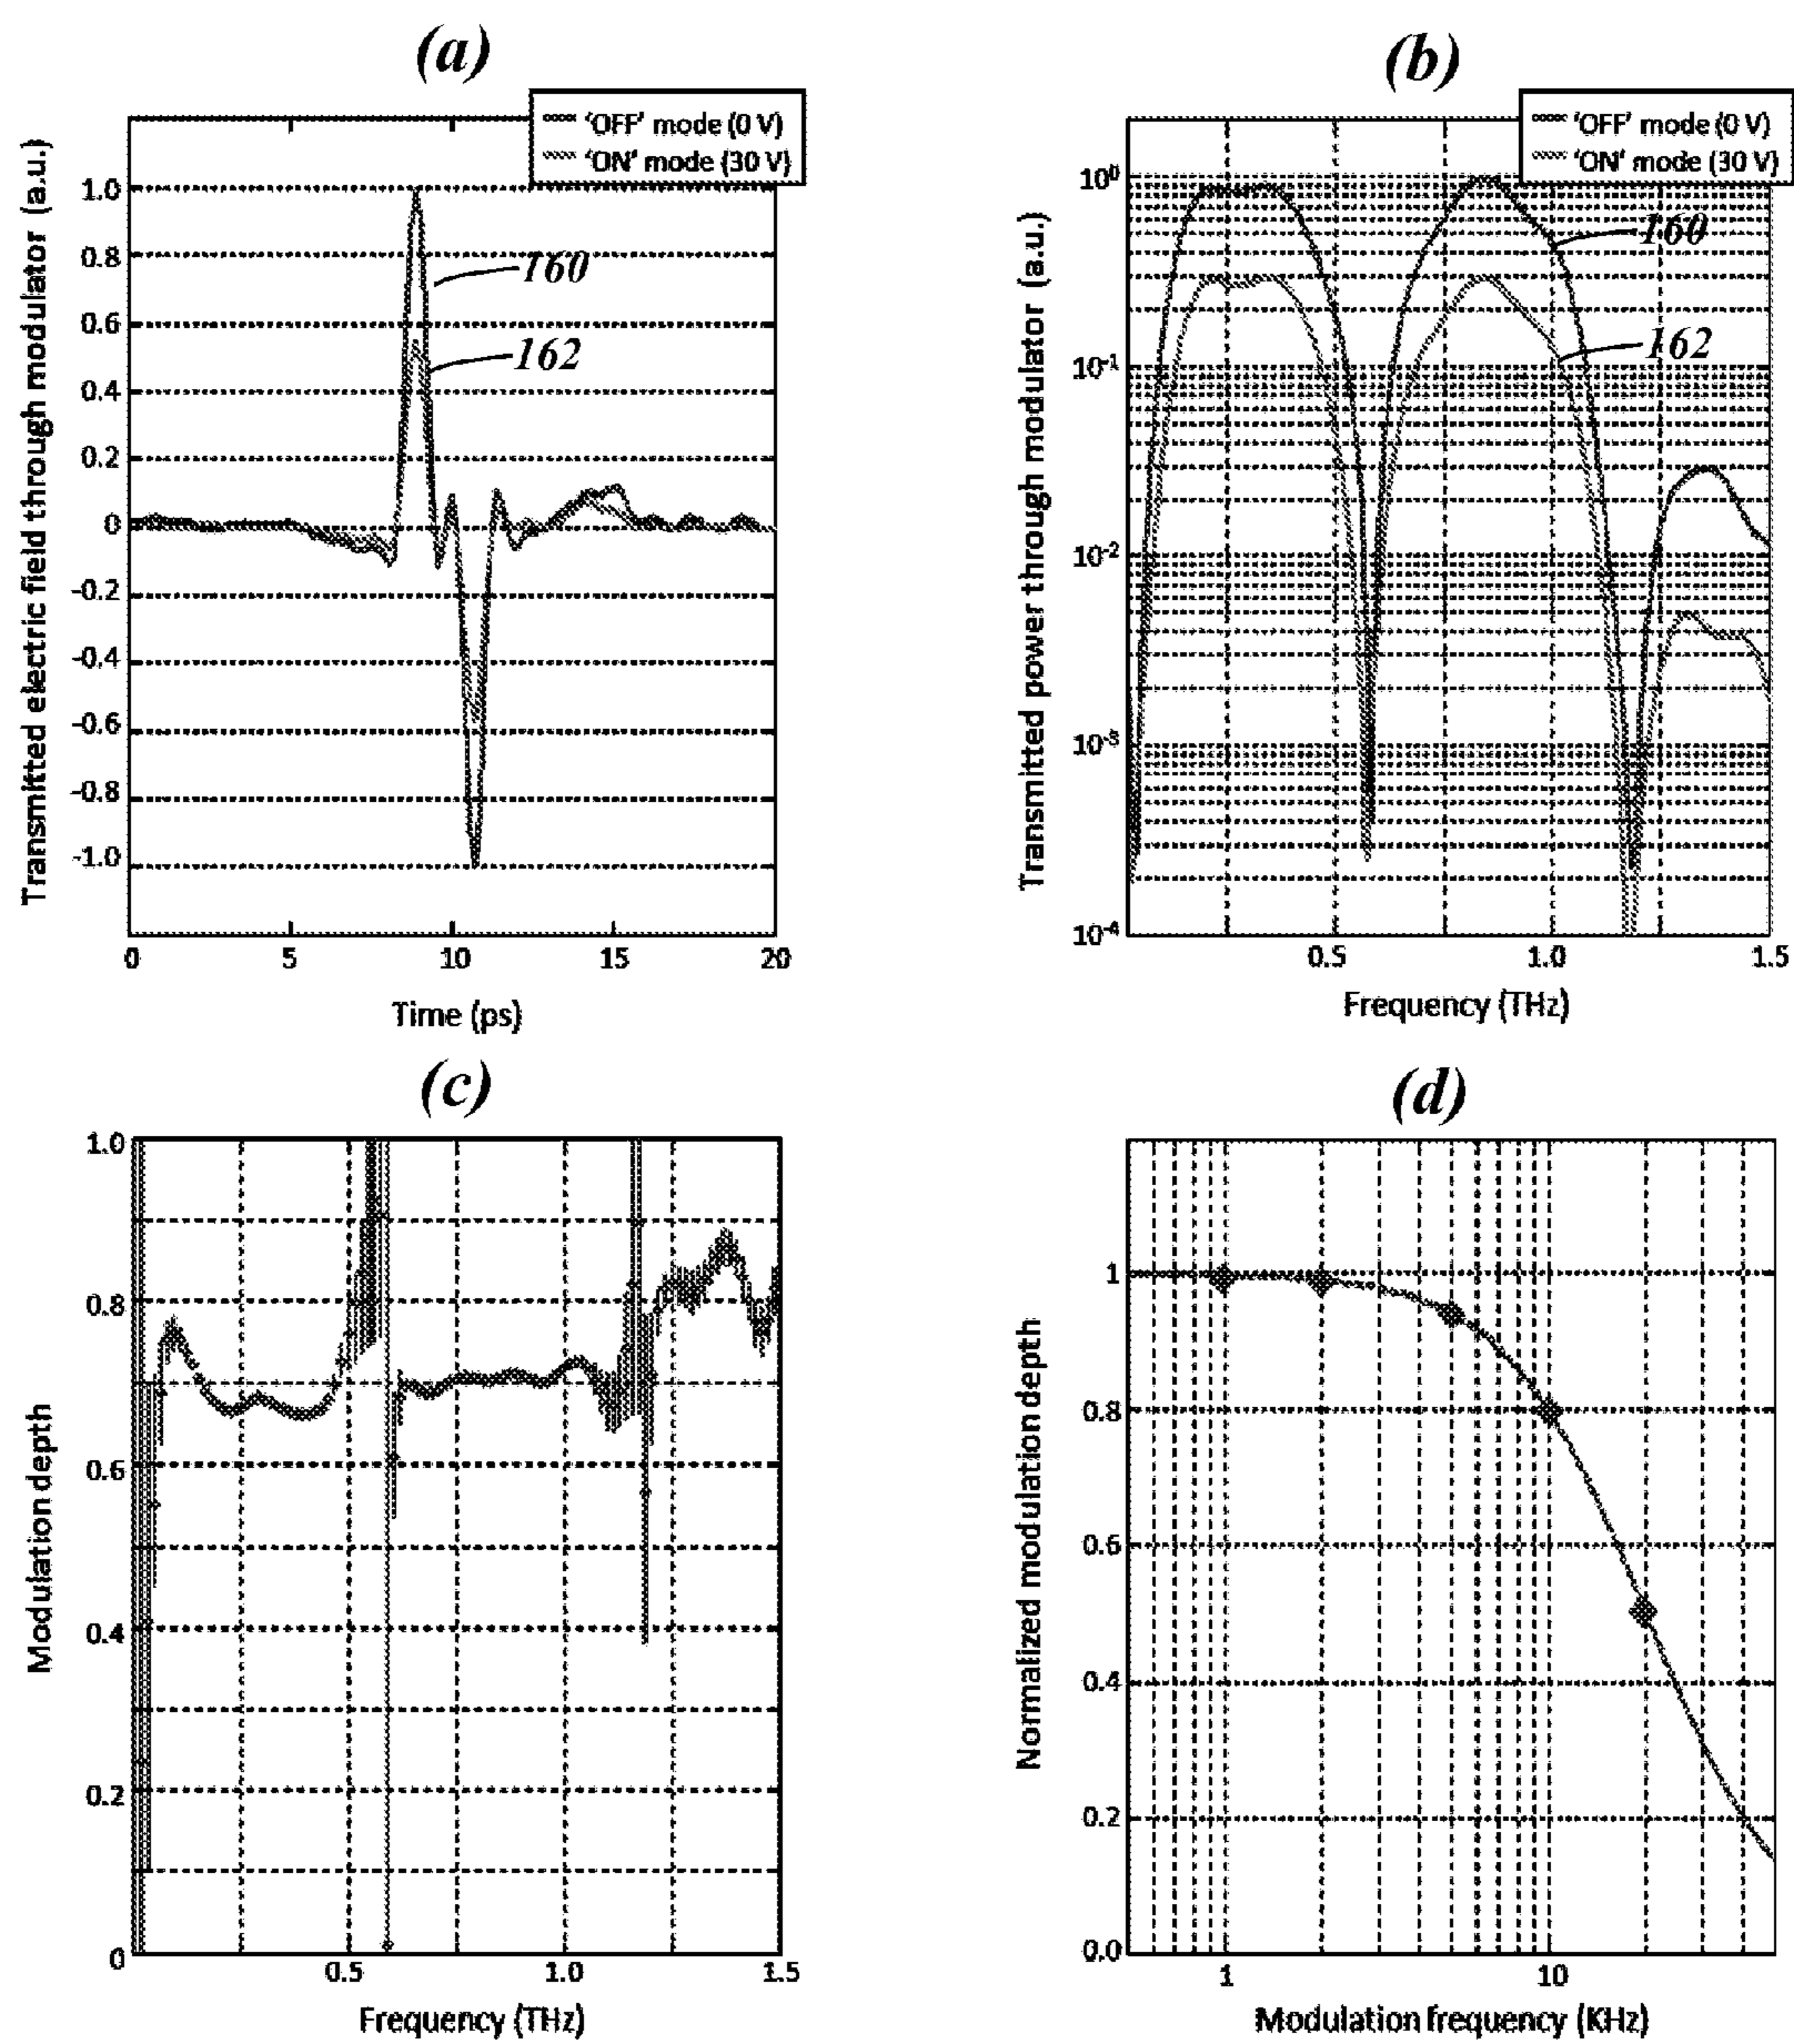 (a)
'OFF' mode (0 V)
'ON' mode (30 V)
Transmitted electric field through modulator (a.u.)
1.0
0.8
0.6
0.4
0.2
0
-0.2
-0.4
-0.6
-0.8
-1.0
160
162
0 5 10 15 20
Time (ps)
(b)
'OFF' mode (0 V)
'ON' mode (30 V)
Transmitted power through modulator (a.u.)
10⁰
10⁻¹
10⁻²
10⁻³
10⁻⁴
160
162
0.5 1.0 1.5
Frequency (THz)
(c)
Modulation depth
1.0
0.8
0.6
0.4
0.2
0
0.5 1.0 1.5
Frequency (THz)
(d)
Normalized modulation depth
1
0.8
0.6
0.4
0.2
0.0
1 10
Modulation frequency (KHz)